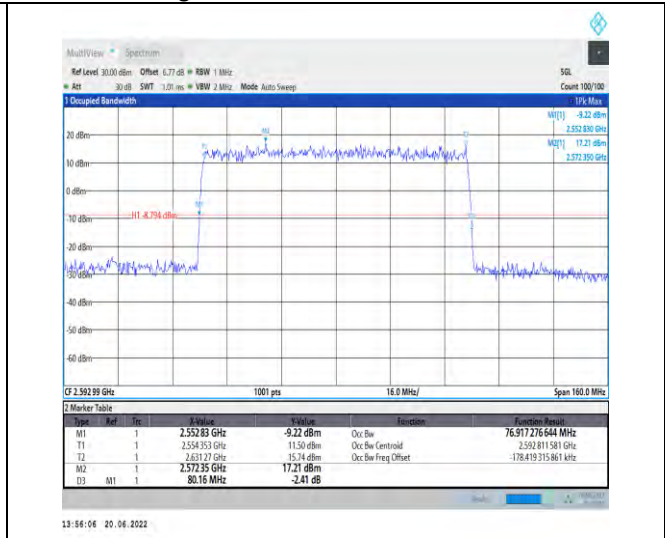 MultiView Spectrum
Ref Level 30.00 dBm Offset 6.77 dB RBW 1 MHz SGL
Att 30 dB SWT 1.01 ms VBW 2 MHz Mode Auto Sweep Count 100/100
1 Occupied Bandwidth 1Pk Max
M1[1] -9.22 dBm
2.552 830 GHz
M2[1] 17.21 dBm
2.572 350 GHz
20 dBm
M2
T1
10 dBm
0 dBm
M1
-10 dBm H1 -8.794 dBm
-20 dBm
-30 dBm
-40 dBm
-50 dBm
-60 dBm
CF 2.592 99 GHz 1001 pts 16.0 MHz/ Span 160.0 MHz
2 Marker Table
Type Ref Trc X-Value Y-Value Function Function Result
M1 1 2.552 83 GHz -9.22 dBm Occ Bw 76.917 276 644 MHz
T1 1 2.554 353 GHz 11.50 dBm Occ Bw Centroid 2.592 811 581 GHz
T2 1 2.631 27 GHz 15.74 dBm Occ Bw Freq Offset -178.419 315 861 kHz
M2 1 2.572 35 GHz 17.21 dBm
D3 M1 1 80.16 MHz -2.41 dB
13:56:06 20.06.2022